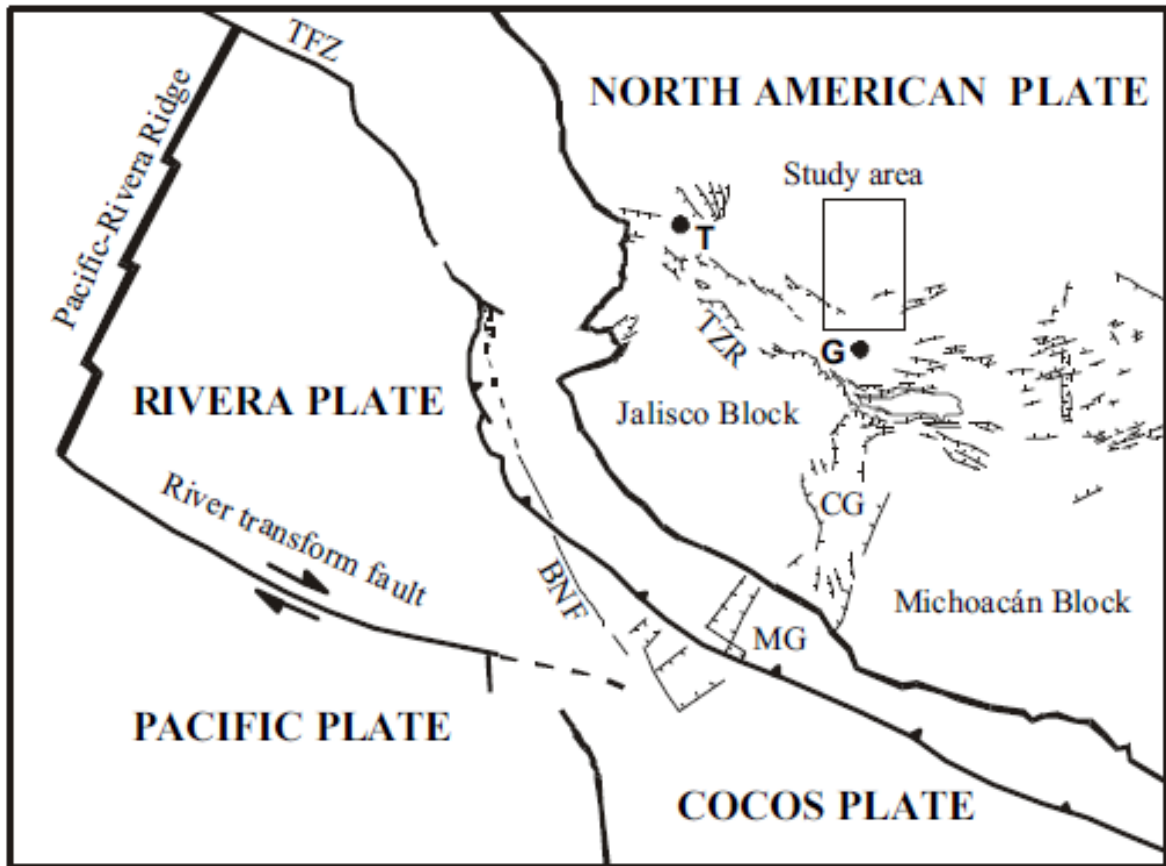 TFZ
NORTH AMERICAN PLATE
Pacific-Rivera Ridge
Study area
T
TZR
G
RIVERA PLATE
Jalisco Block
River transform fault
CG
BNF
Michoacán Block
MG
PACIFIC PLATE
COCOS PLATE